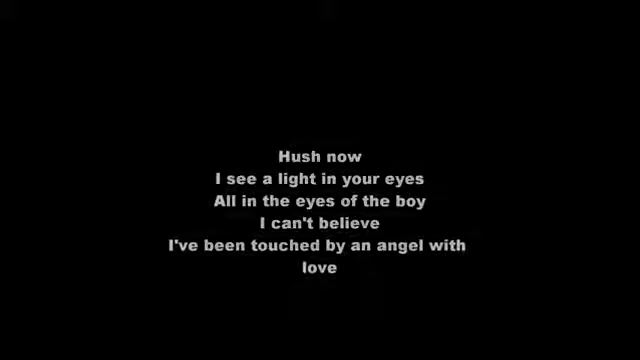 Hush now
I see a light in your eyes
All in the eyes of the boy
I can't believe
I've been touched by an angel with
love